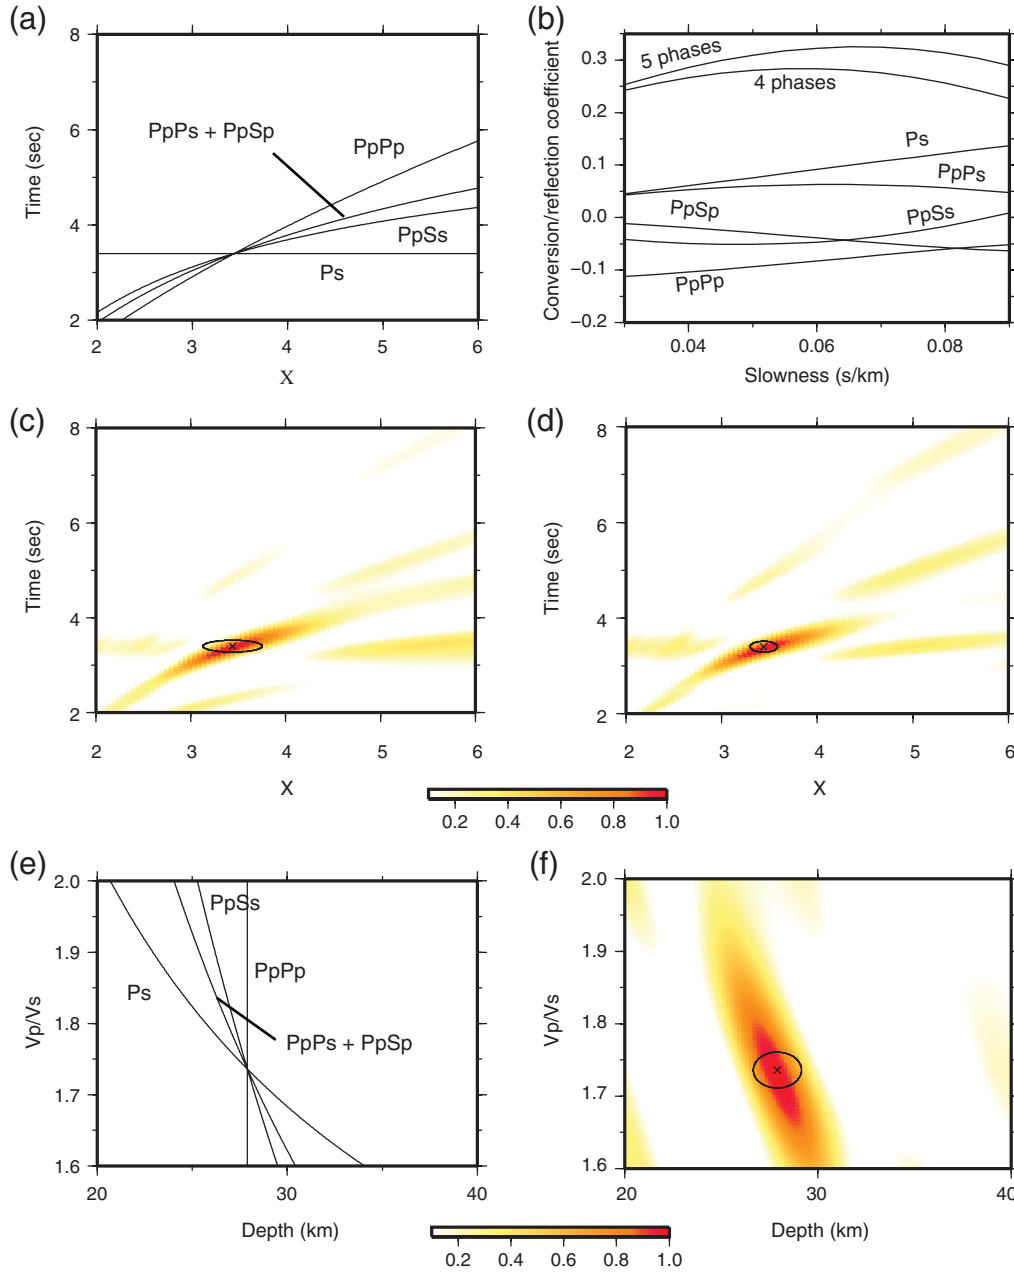 (a)
8
6
4
2
Time (sec)
PpPs + PpSp
PpPp
PpSs
Ps
2 3 4 5 6
X
(b)
0.3
0.2
0.1
0.0
−0.1
−0.2
Conversion/reflection coefficient
5 phases
4 phases
Ps
PpPs
PpSp
PpSs
PpPp
0.04 0.06 0.08
Slowness (s/km)
(c)
8
6
4
2
Time (sec)
2 3 4 5 6
X
(d)
8
6
4
2
Time (sec)
2 3 4 5 6
X
0.2 0.4 0.6 0.8 1.0
(e)
2.0
1.9
1.8
1.7
1.6
Vp/Vs
PpSs
PpPp
Ps
PpPs + PpSp
20 30 40
Depth (km)
(f)
2.0
1.9
1.8
1.7
1.6
Vp/Vs
20 30 40
Depth (km)
0.2 0.4 0.6 0.8 1.0